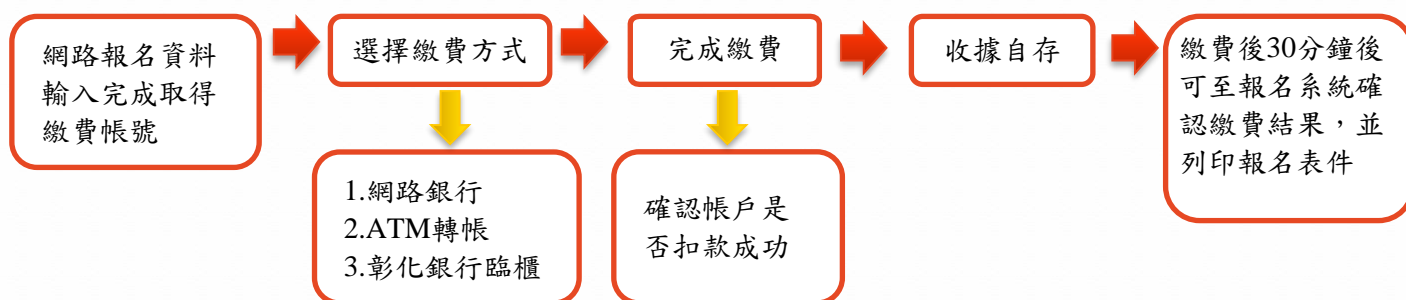 網路報名資料
輸入完成取得
繳費帳號
選擇繳費方式
1.網路銀行
2.ATM轉帳
3.彰化銀行臨櫃
完成繳費
確認帳戶是
否扣款成功
收據自存
繳費後30分鐘後
可至報名系統確
認繳費結果，並
列印報名表件